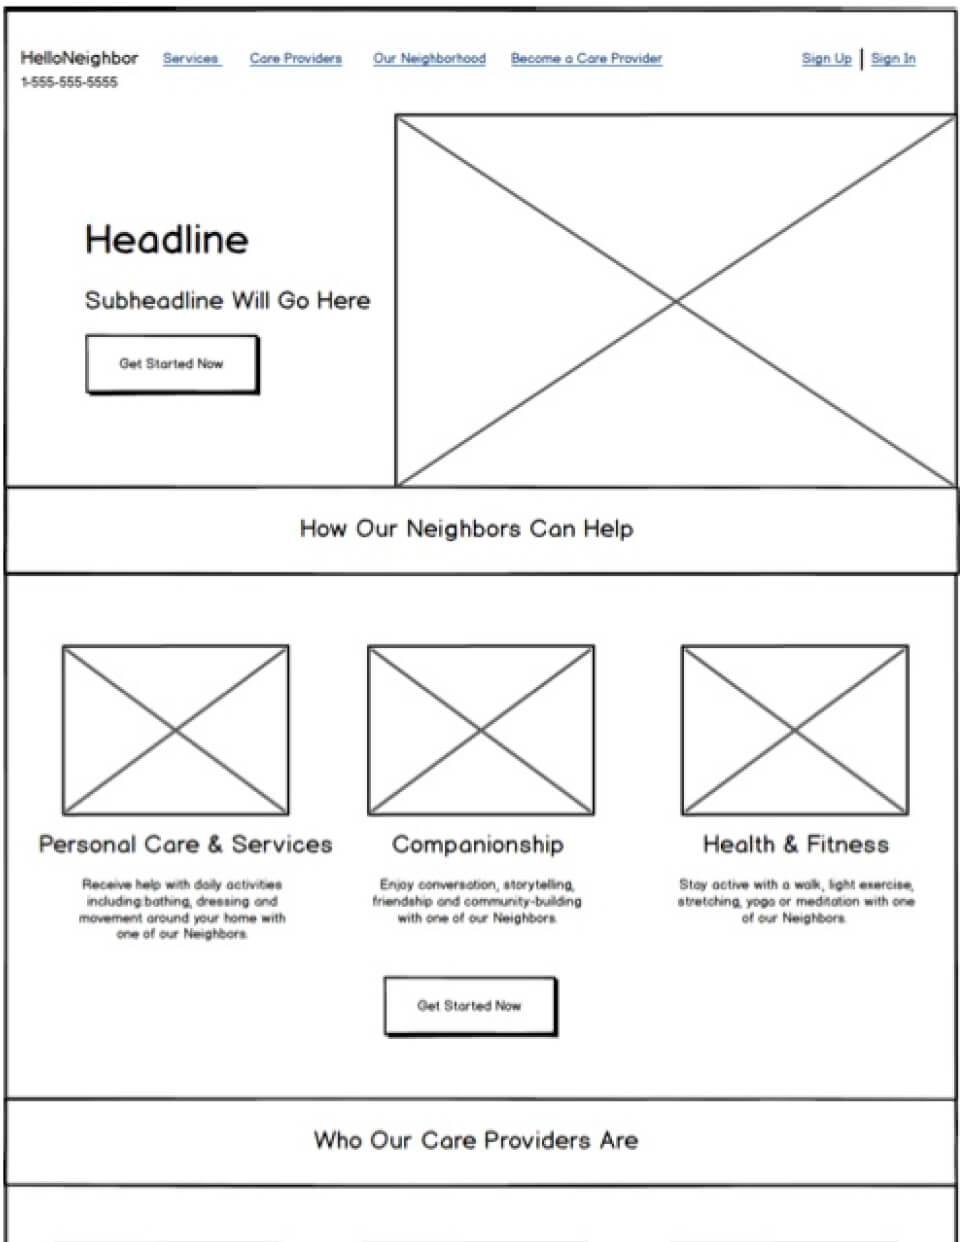 HelloNeighbor Services Care Providers Our Neighborhood Become a Care Provider Sign Up | Sign In
1-555-555-5555
Headline
Subheadline Will Go Here
Get Started Now
How Our Neighbors Can Help
Personal Care & Services
Receive help with daily activities
including bathing, dressing and
movement around your home with
one of our Neighbors.
Companionship
Enjoy conversation, storytelling,
friendship and community-building
with one of our Neighbors.
Health & Fitness
Stay active with a walk, light exercise,
stretching, yoga or meditation with one
of our Neighbors.
Get Started Now
Who Our Care Providers Are